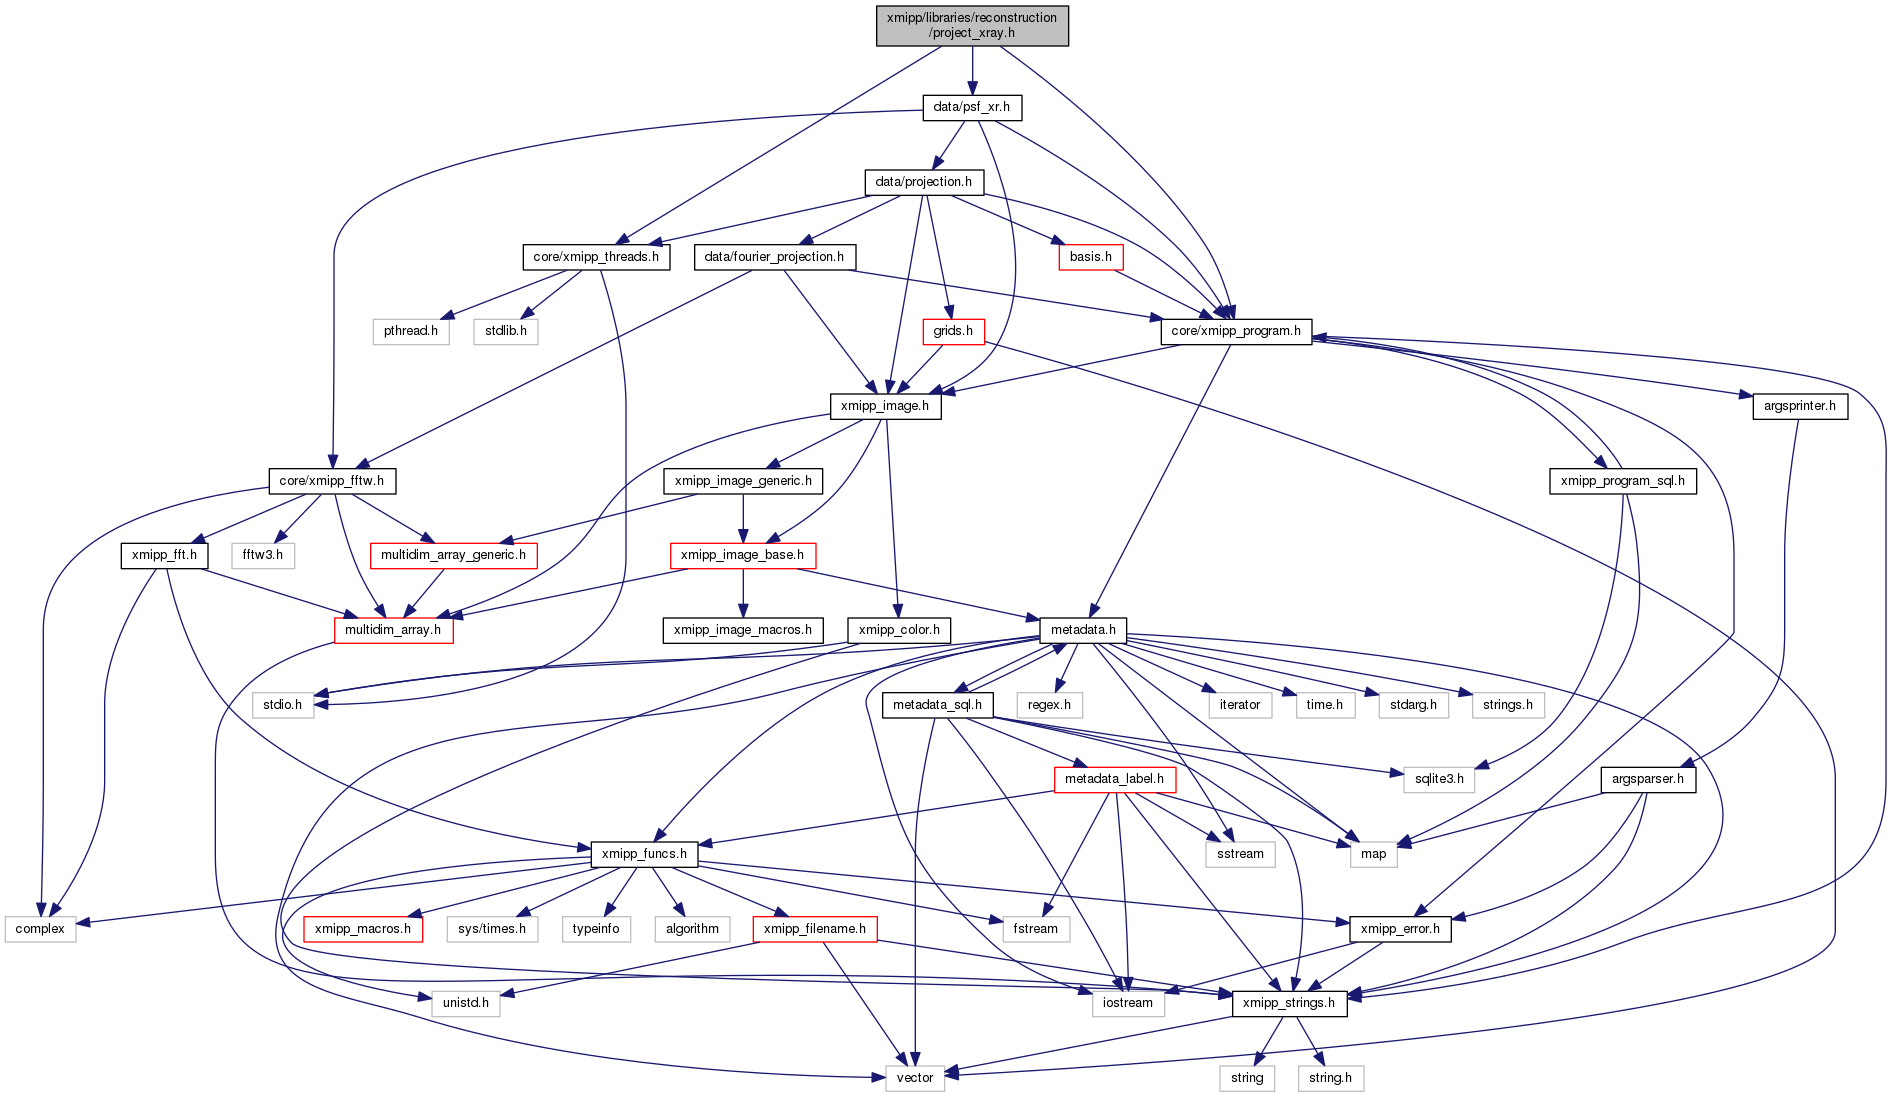 xmipp/libraries/reconstruction
/project_xray.h
data/psf_xr.h
data/projection.h
core/xmipp_threads.h
data/fourier_projection.h
basis.h
pthread.h
stdlib.h
grids.h
core/xmipp_program.h
xmipp_image.h
argsprinter.h
core/xmipp_fftw.h
xmipp_image_generic.h
xmipp_program_sql.h
xmipp_fft.h
fftw3.h
multidim_array_generic.h
xmipp_image_base.h
multidim_array.h
xmipp_image_macros.h
xmipp_color.h
metadata.h
stdio.h
metadata_sql.h
regex.h
iterator
time.h
stdarg.h
strings.h
metadata_label.h
sqlite3.h
argsparser.h
xmipp_funcs.h
sstream
map
complex
xmipp_macros.h
sys/times.h
typeinfo
algorithm
xmipp_filename.h
fstream
xmipp_error.h
unistd.h
iostream
xmipp_strings.h
vector
string
string.h